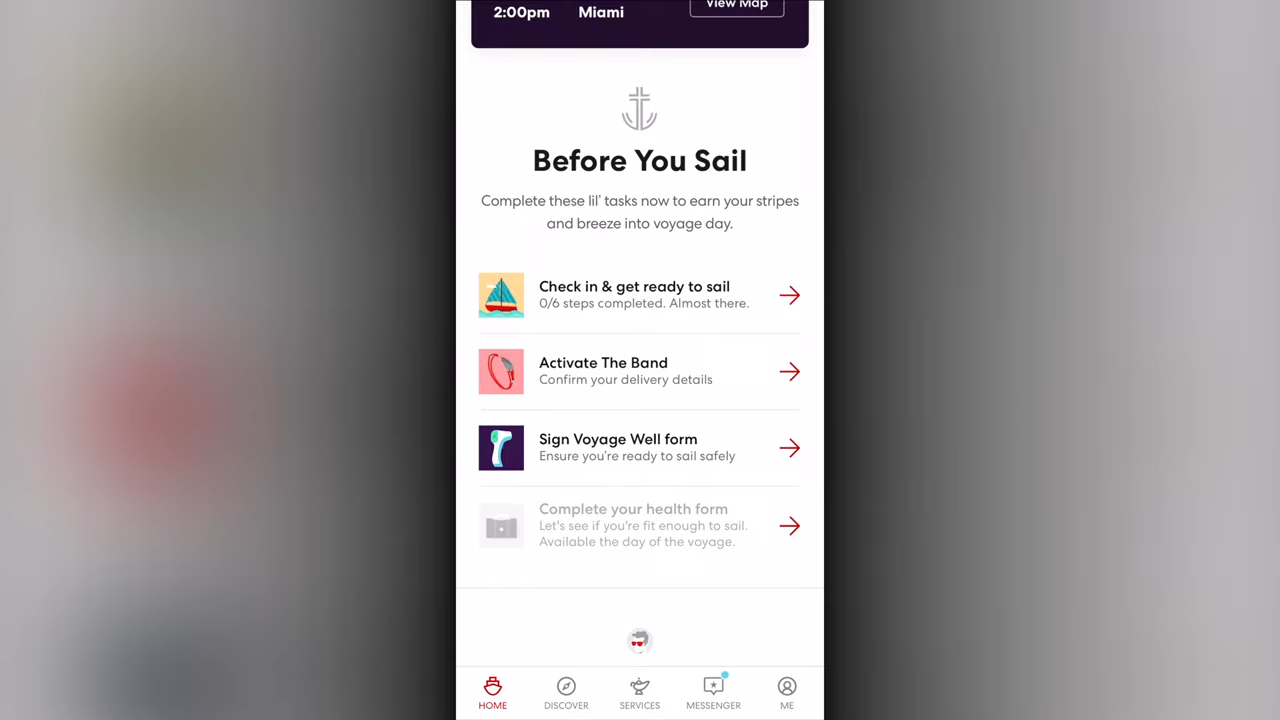 2:00pm Miami View Map
Before You Sail
Complete these lil' tasks now to earn your stripes
and breeze into voyage day.
Check in & get ready to sail
0/6 steps completed. Almost there.
Activate The Band
Confirm your delivery details
Sign Voyage Well form
Ensure you're ready to sail safely
Complete your health form
Let's see if you're fit enough to sail.
Available the day of the voyage.
HOME DISCOVER SERVICES MESSENGER ME